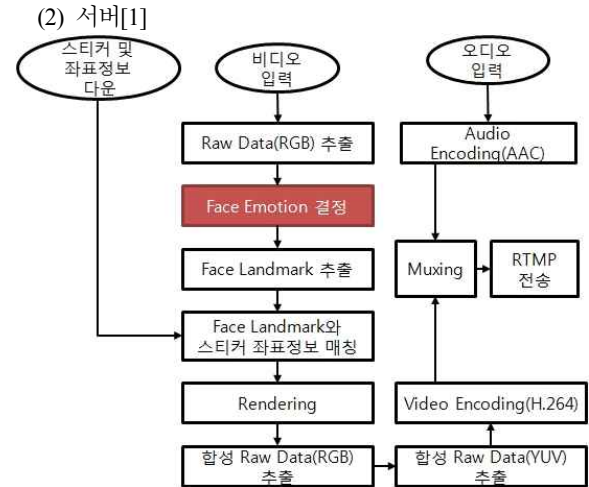 (2) 서버[1]
스티커 및
좌표정보
다운
비디오
입력
오디오
입력
Raw Data(RGB) 추출
Audio
Encoding(AAC)
Face Emotion 결정
Face Landmark 추출
Muxing
RTMP
전송
Face Landmark와
스티커 좌표정보 매칭
Rendering
Video Encoding(H.264)
합성 Raw Data(RGB)
추출
합성 Raw Data(YUV)
추출